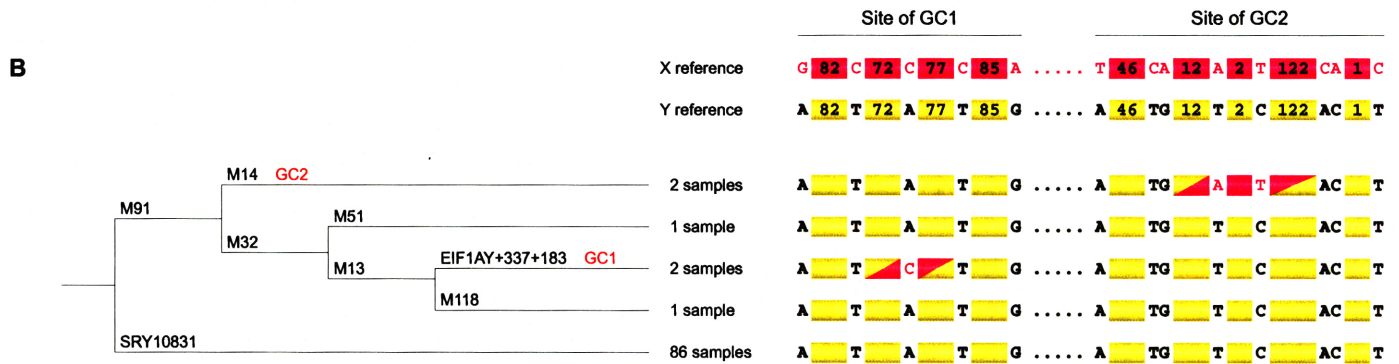 Site of GC1 Site of GC2
B
X reference G 82 C 72 C 77 C 85 A ..... T 46 CA 12 A 2 T 122 CA 1 C
Y reference A 82 T 72 A 77 T 85 G ..... A 46 TG 12 T 2 C 122 AC 1 T
M14 GC2
2 samples A T A T G ..... A TG A T AC T
M91
M51
1 sample A T A T G ..... A TG T C AC T
M32
EIF1AY+337+183 GC1
M13
2 samples A T C T G ..... A TG T C AC T
M118
1 sample A T A T G ..... A TG T C AC T
SRY10831
86 samples A T A T G ..... A TG T C AC T